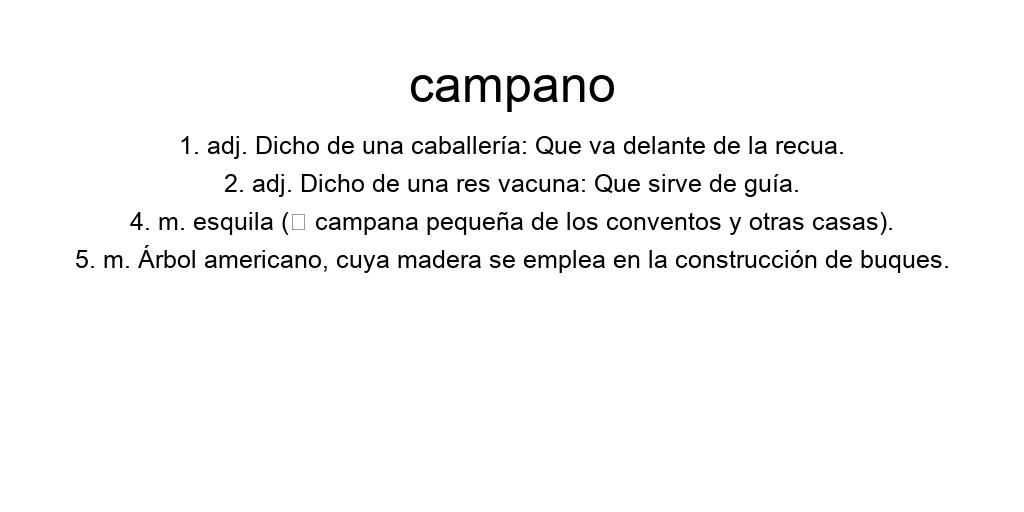 campano
1. adj. Dicho de una caballería: Que va delante de la recua.
2. adj. Dicho de una res vacuna: Que sirve de guía.
4. m. esquila (▯ campana pequeña de los conventos y otras casas).
5. m. Árbol americano, cuya madera se emplea en la construcción de buques.